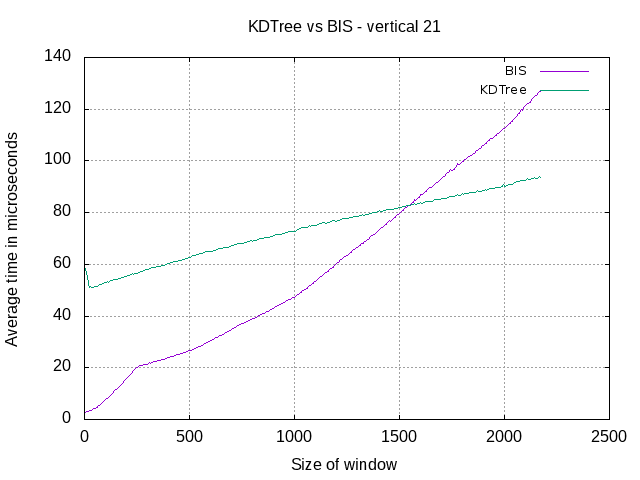 KDTree vs BIS - vertical 21
140
120
100
80
60
40
20
0
0 500 1000 1500 2000 2500
Average time in microseconds
Size of window
BIS
KDTree